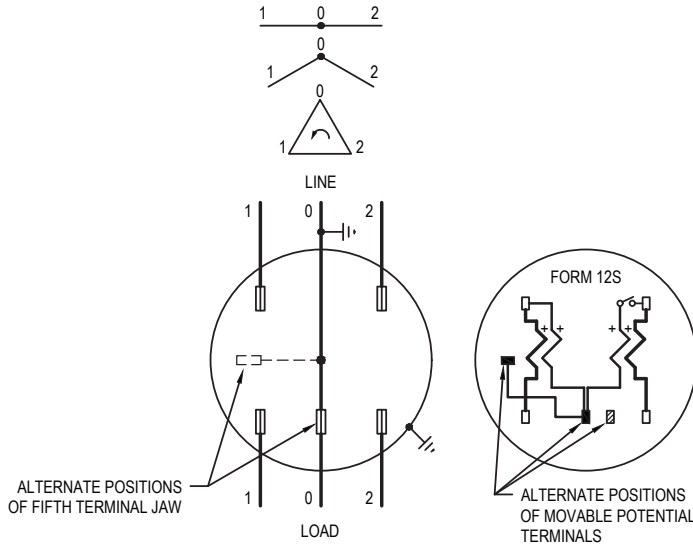 1 0 2
0
1 2
0
1 2
LINE
1 0 2
FORM 12S
+ + + +
ALTERNATE POSITIONS
OF FIFTH TERMINAL JAW
1 0 2
LOAD
ALTERNATE POSITIONS
OF MOVABLE POTENTIAL
TERMINALS